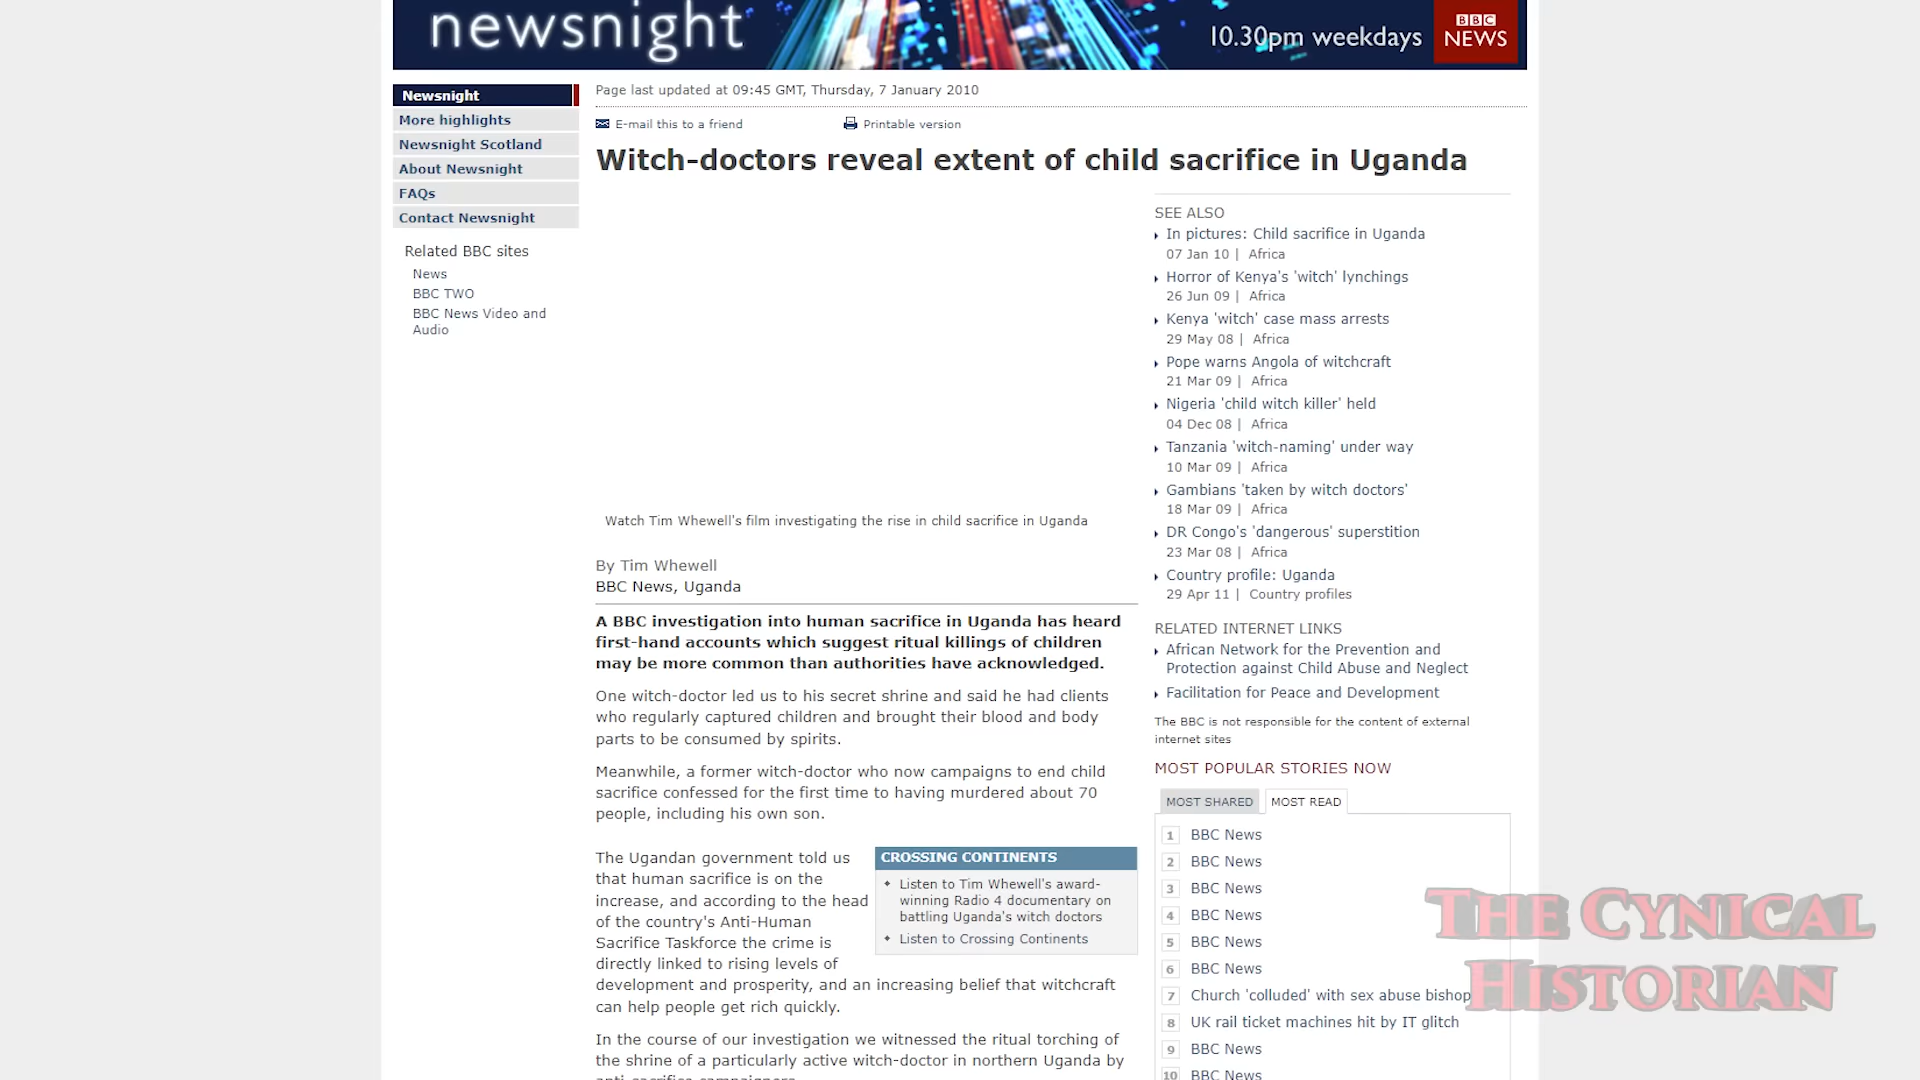 newsnight
10.30pm weekdays
BBC
NEWS
Newsnight
More highlights
Newsnight Scotland
About Newsnight
FAQs
Contact Newsnight
Related BBC sites
News
BBC TWO
BBC News Video and
Audio
Page last updated at 09:45 GMT, Thursday, 7 January 2010
E-mail this to a friend
Printable version
Witch-doctors reveal extent of child sacrifice in Uganda
Watch Tim Whewell's film investigating the rise in child sacrifice in Uganda
By Tim Whewell
BBC News, Uganda
A BBC investigation into human sacrifice in Uganda has heard
first-hand accounts which suggest ritual killings of children
may be more common than authorities have acknowledged.
One witch-doctor led us to his secret shrine and said he had clients
who regularly captured children and brought their blood and body
parts to be consumed by spirits.
Meanwhile, a former witch-doctor who now campaigns to end child
sacrifice confessed for the first time to having murdered about 70
people, including his own son.
The Ugandan government told us
that human sacrifice is on the
increase, and according to the head
of the country's Anti-Human
Sacrifice Taskforce the crime is
directly linked to rising levels of
development and prosperity, and an increasing belief that witchcraft
can help people get rich quickly.
CROSSING CONTINENTS
Listen to Tim Whewell's award-
winning Radio 4 documentary on
battling Uganda's witch doctors
Listen to Crossing Continents
In the course of our investigation we witnessed the ritual torching of
the shrine of a particularly active witch-doctor in northern Uganda by
anti-sacrifice campaigners
SEE ALSO
In pictures: Child sacrifice in Uganda
07 Jan 10 | Africa
Horror of Kenya's 'witch' lynchings
26 Jun 09 | Africa
Kenya 'witch' case mass arrests
29 May 08 | Africa
Pope warns Angola of witchcraft
21 Mar 09 | Africa
Nigeria 'child witch killer' held
04 Dec 08 | Africa
Tanzania 'witch-naming' under way
10 Mar 09 | Africa
Gambians 'taken by witch doctors'
18 Mar 09 | Africa
DR Congo's 'dangerous' superstition
23 Mar 08 | Africa
Country profile: Uganda
29 Apr 11 | Country profiles
RELATED INTERNET LINKS
African Network for the Prevention and
Protection against Child Abuse and Neglect
Facilitation for Peace and Development
The BBC is not responsible for the content of external
internet sites
MOST POPULAR STORIES NOW
MOST SHARED
MOST READ
1 BBC News
2 BBC News
3 BBC News
4 BBC News
5 BBC News
6 BBC News
7 Church 'colluded' with sex abuse bishop
8 UK rail ticket machines hit by IT glitch
9 BBC News
10 BBC News
THE CYNICAL
HISTORIAN